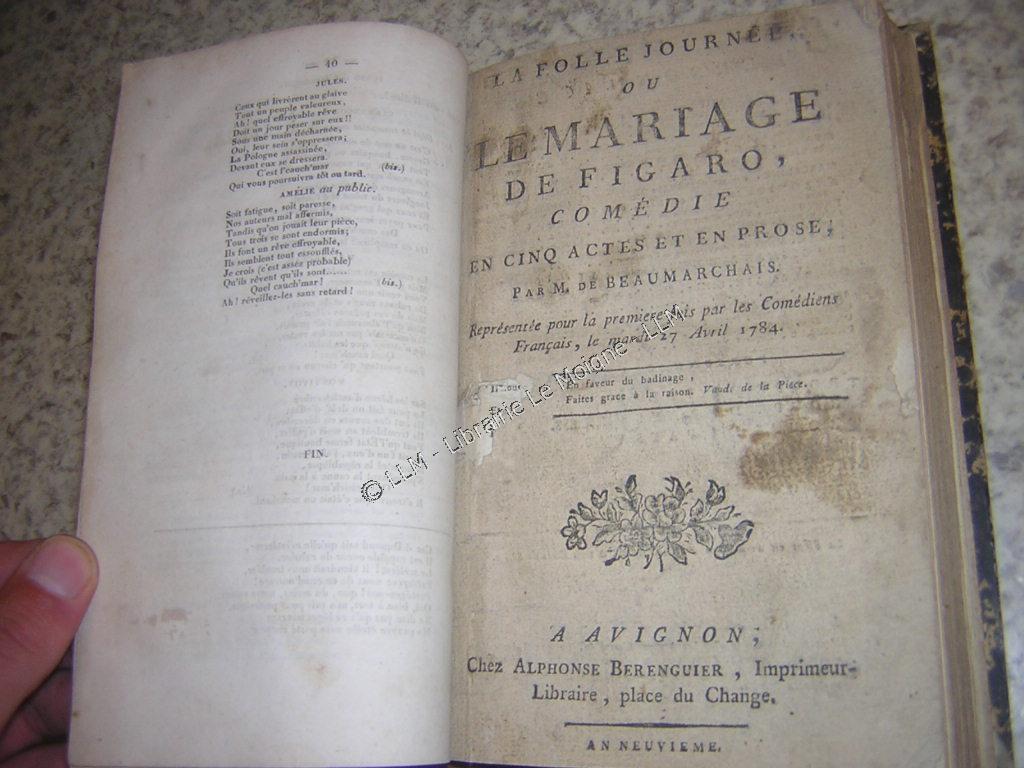 — 40 —
JULES.
Ceux qui livrèrent au glaive
Tout un peuple valeureux,
Ah! quel effroyable rêve
Doit un jour peser sur eux!!
Sous une main décharnée,
Oui, leur sein s'oppressera;
La Pologne assassinée,
Devant eux se dressera.
C'est l'cauch'mar (bis.)
Qui vous poursuivra tôt ou tard.
AMÉLIE au public.
Soit fatigue, soit paresse,
Nos auteurs mal affermis,
Tandis qu'on jouait leur pièce,
Tous trois se sont endormis;
Ils font un rêve effroyable,
Ils semblent tout essoufflés,
Je crois (c'est assez probable)
Qu'ils rêvent qu'ils sont......
Quel cauch'mar! (bis.)
Ah! réveillez-les sans retard!
FIN.
LA FOLLE JOURNÉE,
OU
LE MARIAGE
DE FIGARO,
COMÉDIE
EN CINQ ACTES ET EN PROSE;
PAR M. DE BEAUMARCHAIS.
Représentée pour la premiere fois par les Comédiens
Français, le mardi 27 Avril 1784.
En faveur du badinage,
Faites grace à la raison. Vaud. de la Piece.
A AVIGNON,
Chez ALPHONSE BERENGUIER, Imprimeur-
Libraire, place du Change.
AN NEUVIEME.
© LLM - Librairie Le Moigne - LLM